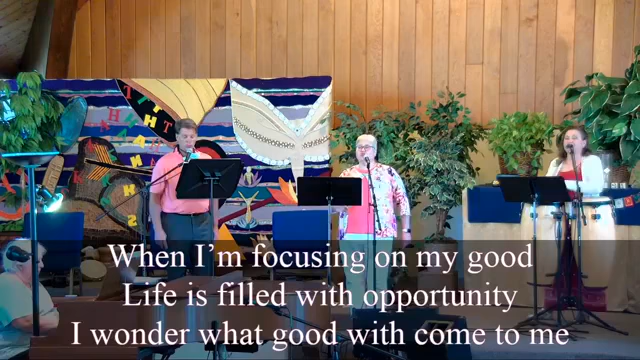 When I'm focusing on my good
Life is filled with opportunity
I wonder what good with come to me